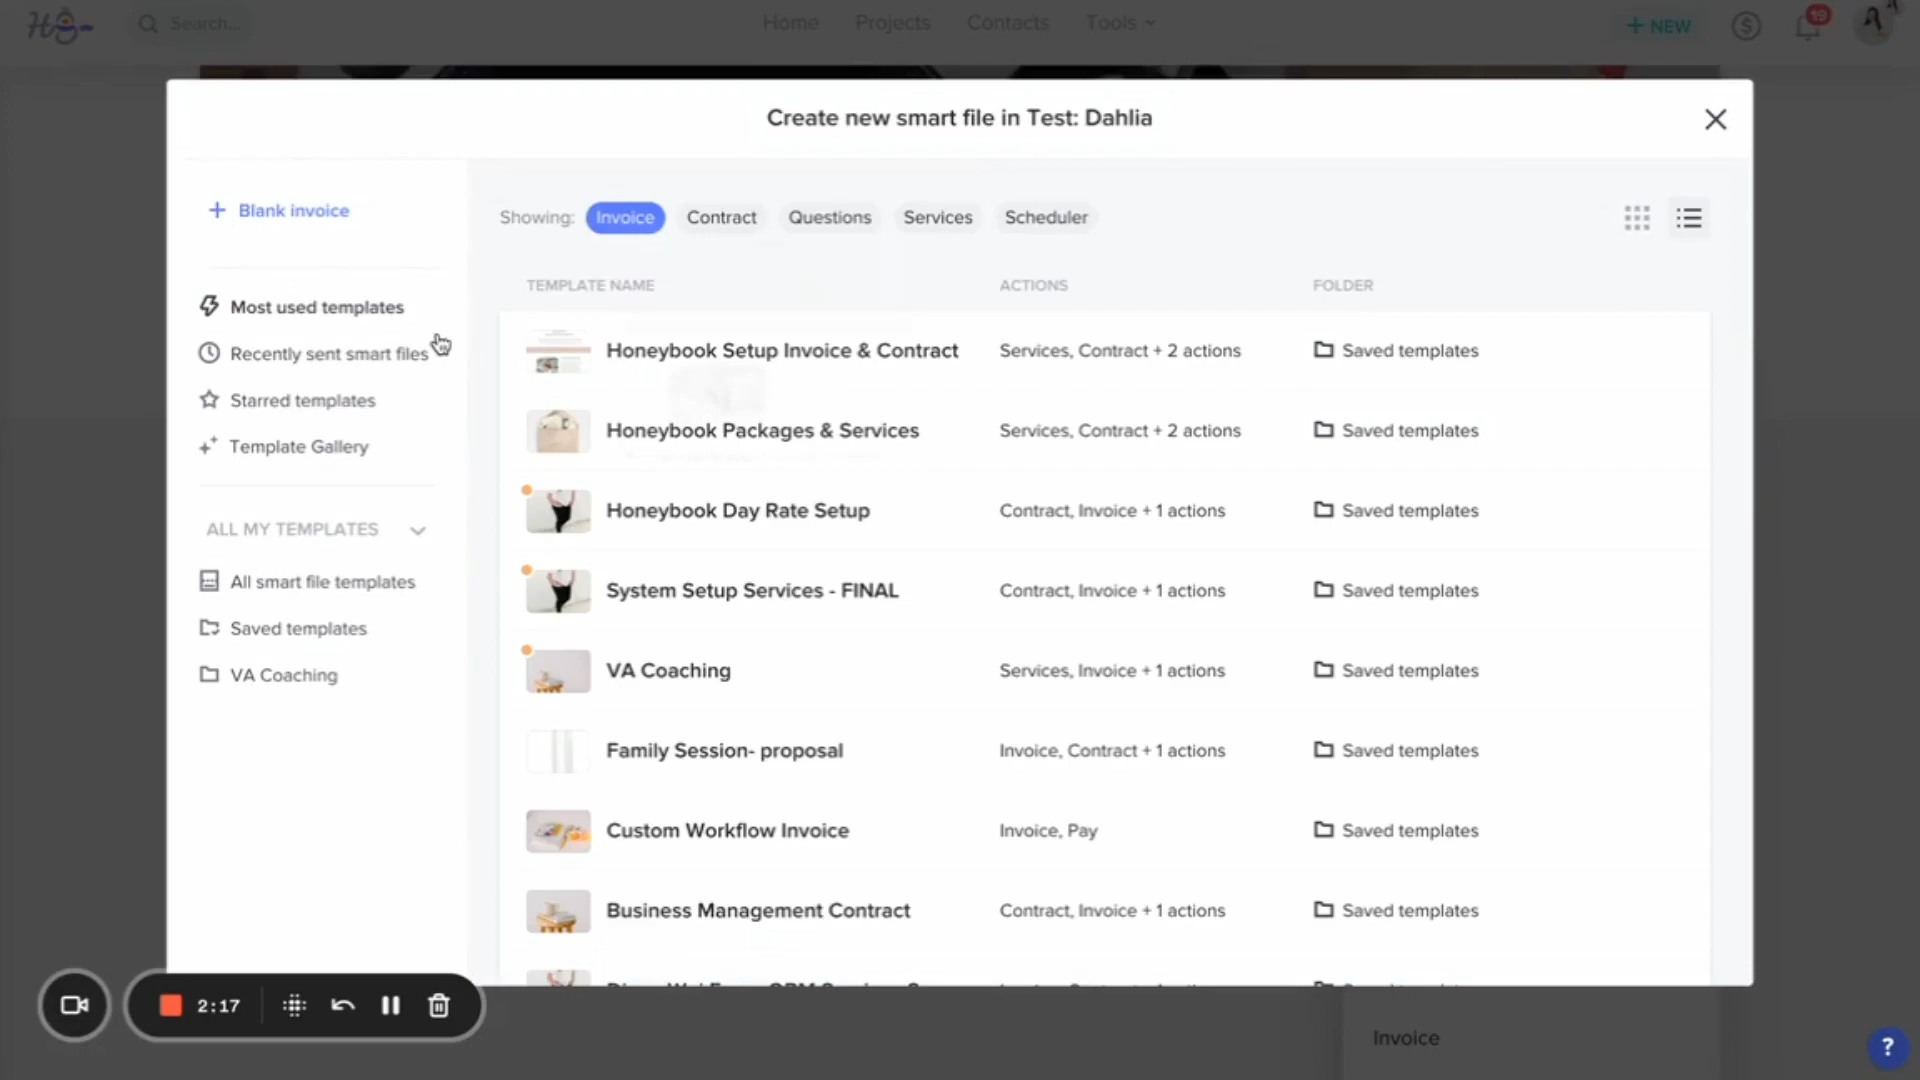 Search...
Home
Projects
Contacts
Tools
+ NEW
19
Create new smart file in Test: Dahlia
+ Blank invoice
Most used templates
Recently sent smart files
Starred templates
Template Gallery
ALL MY TEMPLATES
All smart file templates
Saved templates
VA Coaching
Showing:
Invoice
Contract
Questions
Services
Scheduler
TEMPLATE NAME
ACTIONS
FOLDER
Honeybook Setup Invoice & Contract
Services, Contract + 2 actions
Saved templates
Honeybook Packages & Services
Services, Contract + 2 actions
Saved templates
Honeybook Day Rate Setup
Contract, Invoice + 1 actions
Saved templates
System Setup Services - FINAL
Contract, Invoice + 1 actions
Saved templates
VA Coaching
Services, Invoice + 1 actions
Saved templates
Family Session- proposal
Invoice, Contract + 1 actions
Saved templates
Custom Workflow Invoice
Invoice, Pay
Saved templates
Business Management Contract
Contract, Invoice + 1 actions
Saved templates
2:17
Invoice
?